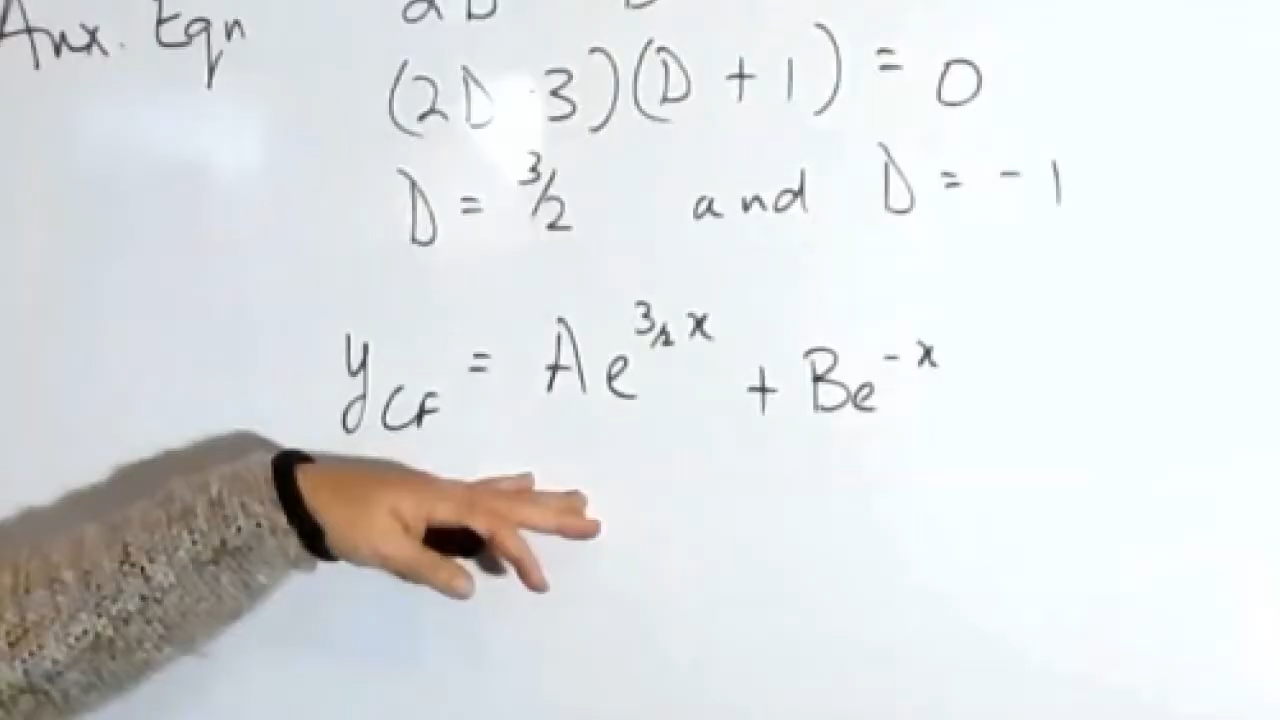 Aux. Eqn
(2D - 3)(D + 1) = 0
D = 3/2 and D = -1
y_CF = Ae^3/2 x + Be^-x